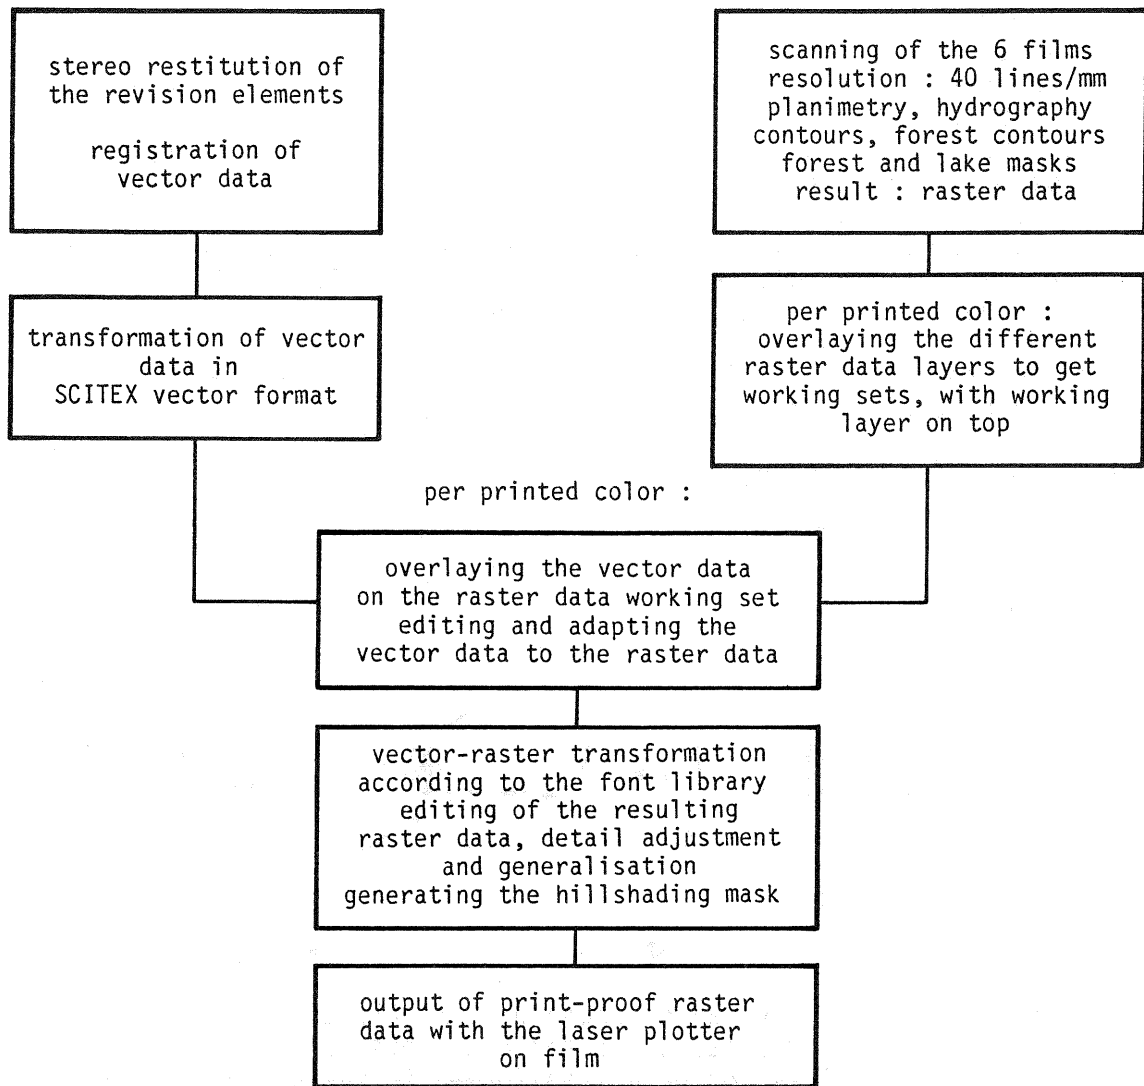 stereo restitution of
the revision elements
registration of
vector data
scanning of the 6 films
resolution : 40 lines/mm
planimetry, hydrography
contours, forest contours
forest and lake masks
result : raster data
transformation of vector
data in
SCITEX vector format
per printed color :
overlaying the different
raster data layers to get
working sets, with working
layer on top
per printed color :
overlaying the vector data
on the raster data working set
editing and adapting the
vector data to the raster data
vector-raster transformation
according to the font library
editing of the resulting
raster data, detail adjustment
and generalisation
generating the hillshading mask
output of print-proof raster
data with the laser plotter
on film